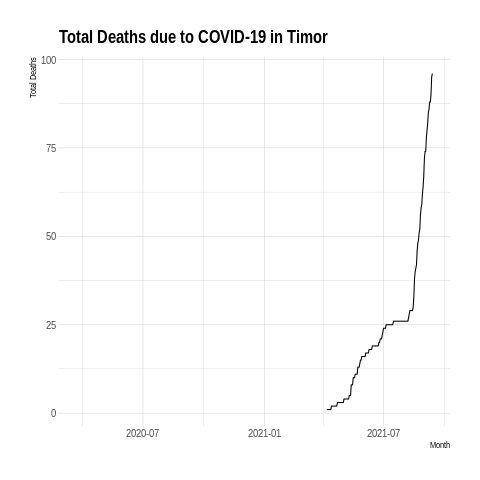 Total Deaths due to COVID-19 in Timor
Total Deaths
100
75
50
25
0
2020-07
2021-01
2021-07
Month